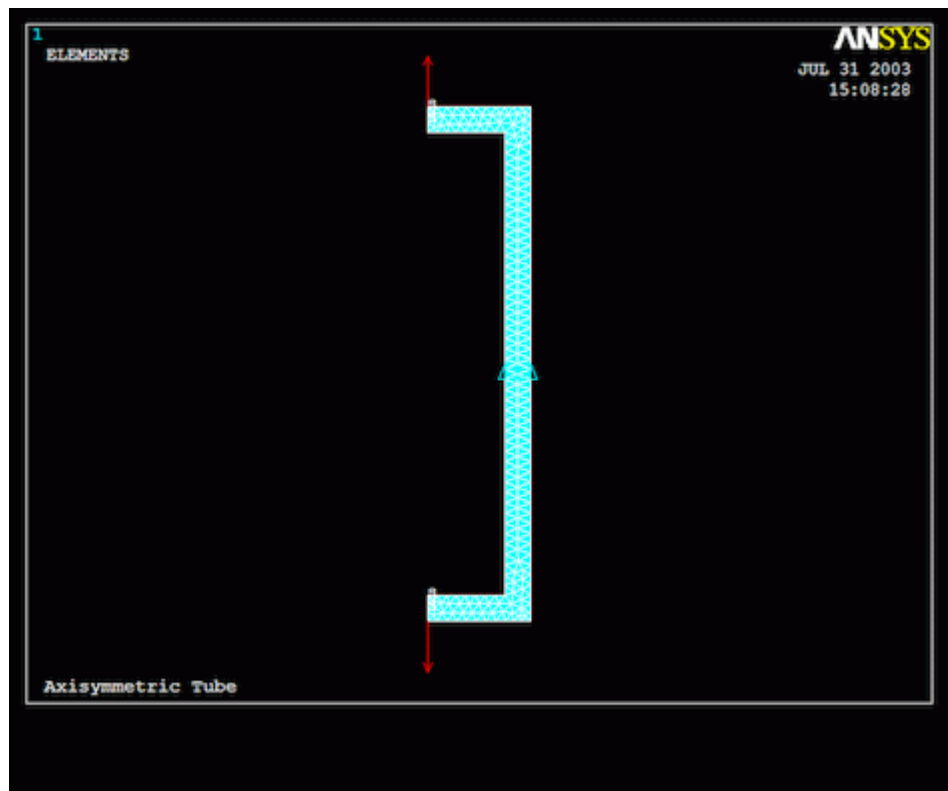 1
ELEMENTS
ANSYS
JUL 31 2003
15:08:28
Axisymmetric Tube